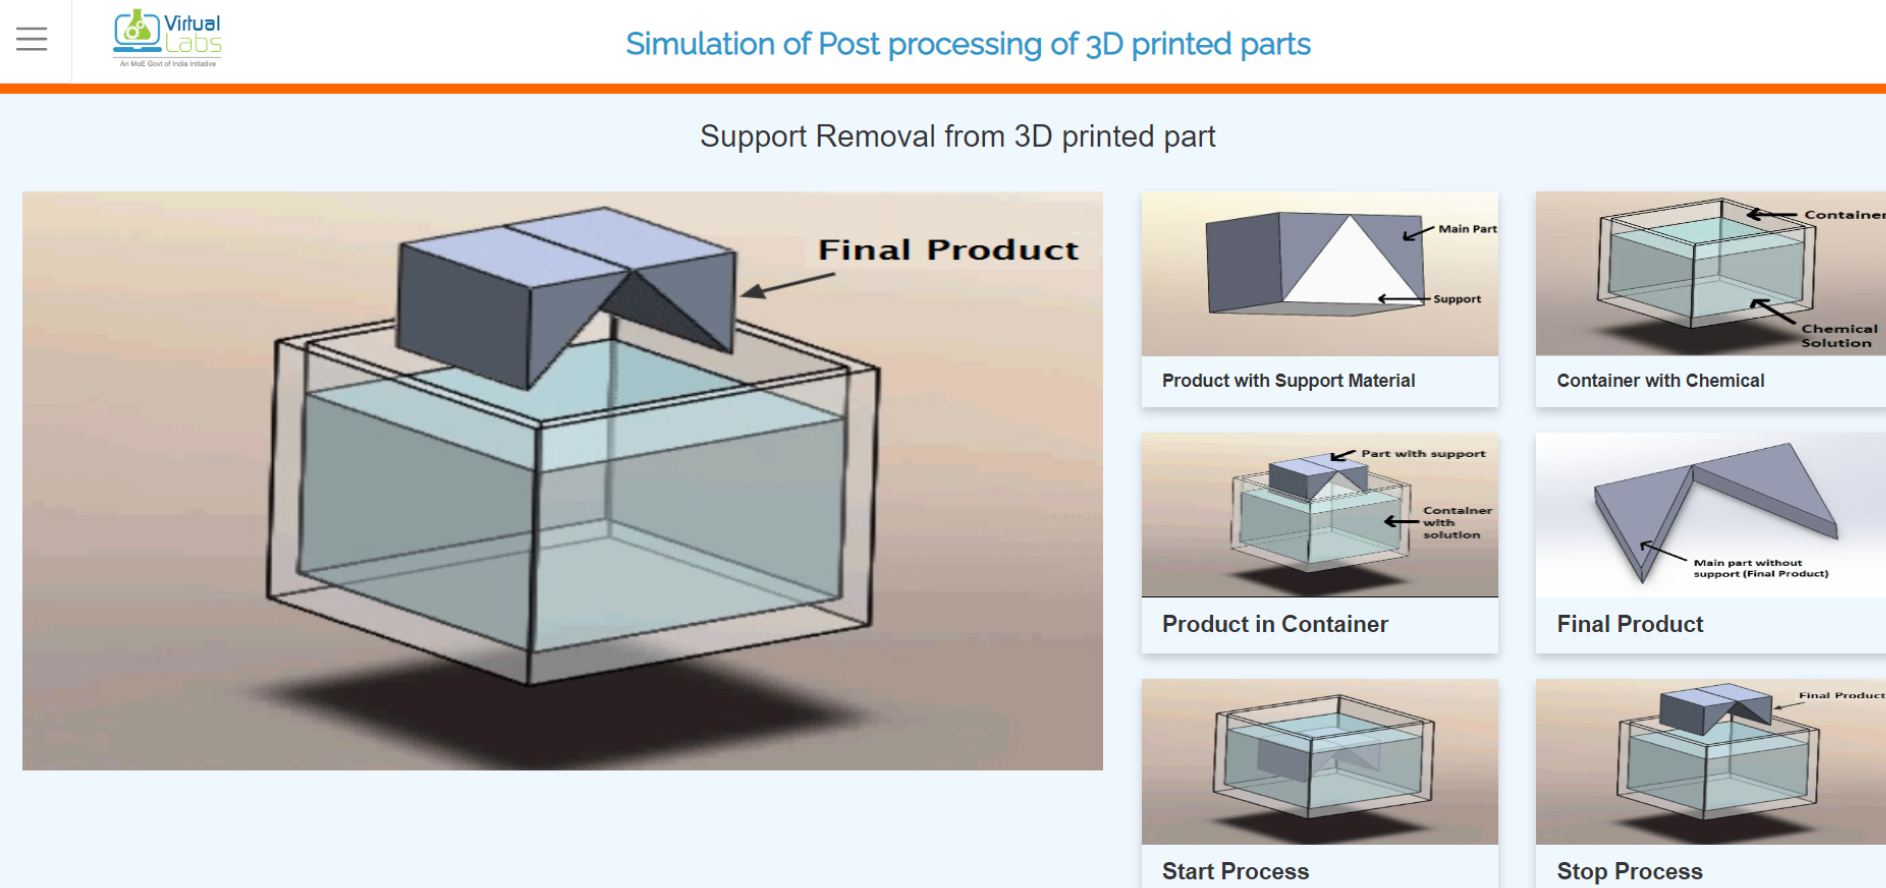 Virtual
Labs
An MoE Govt of India Initiative
Simulation of Post processing of 3D printed parts
Support Removal from 3D printed part
Final Product
Main Part
Support
Product with Support Material
Container
Chemical
Solution
Container with Chemical
Part with support
Container
with
solution
Product in Container
Main part without
support (Final Product)
Final Product
Start Process
Final Product
Stop Process